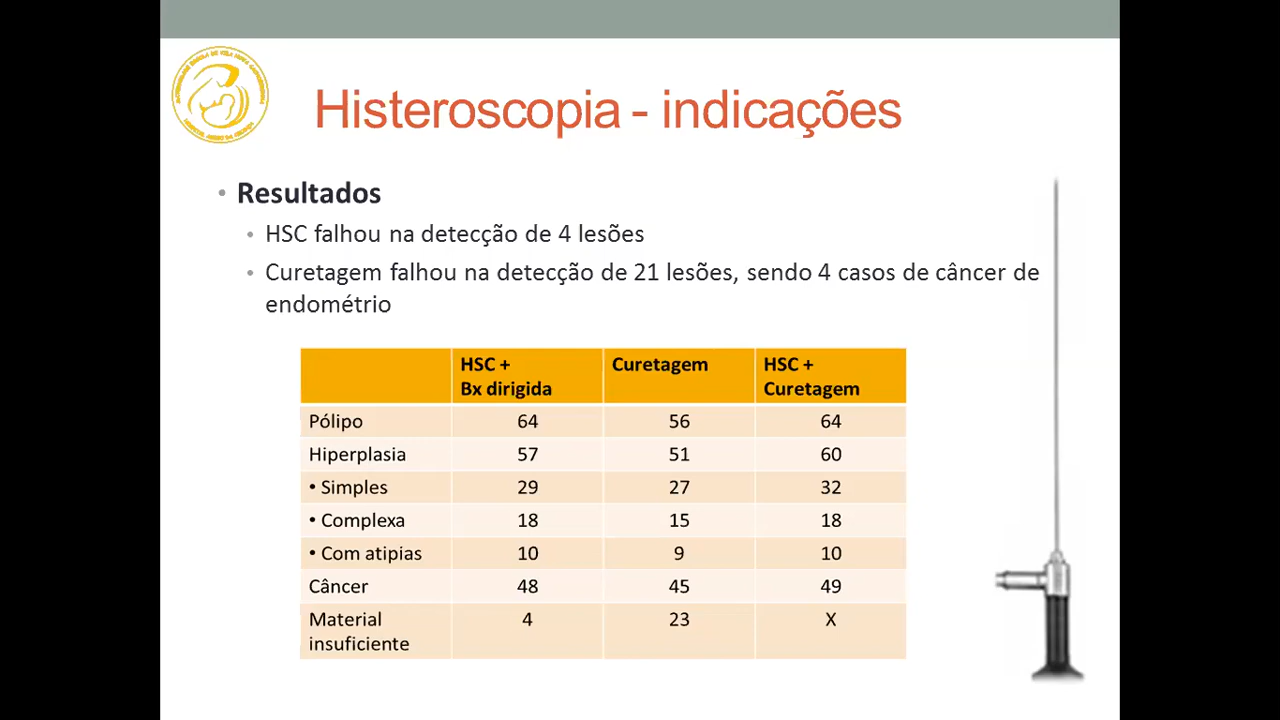 Histeroscopia - indicações
• Resultados
• HSC falhou na detecção de 4 lesões
• Curetagem falhou na detecção de 21 lesões, sendo 4 casos de câncer de
endométrio
HSC + Bx dirigida Curetagem HSC + Curetagem
Pólipo 64 56 64
Hiperplasia 57 51 60
• Simples 29 27 32
• Complexa 18 15 18
• Com atipias 10 9 10
Câncer 48 45 49
Material insuficiente 4 23 X